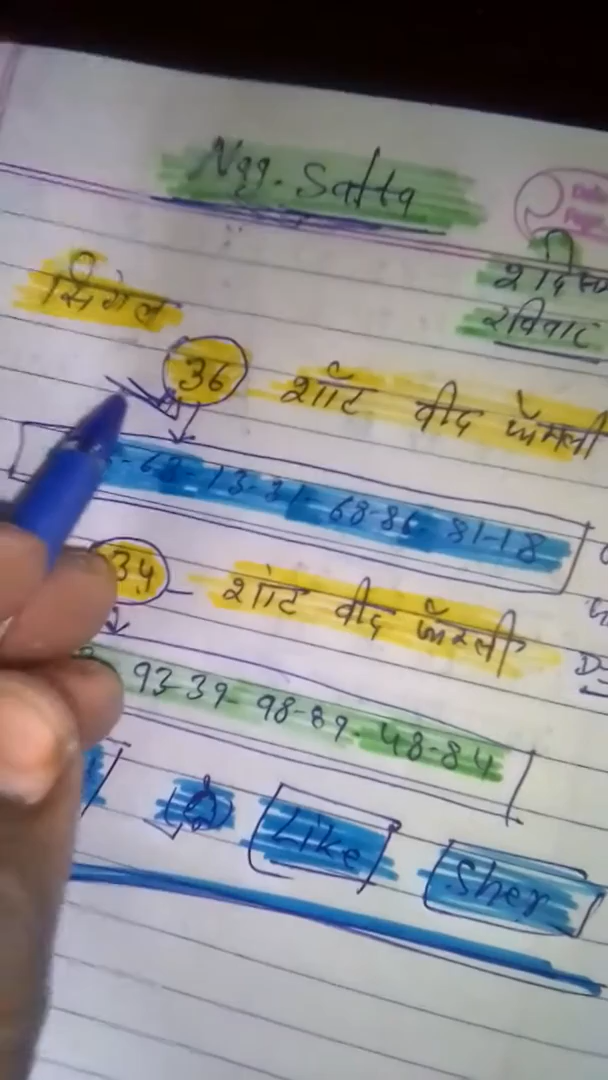 Ngg. Satta
रविवार
सिंगल
36 शॉट वीद फॅमली
-13-31- 68-86 81-18
34 शॉट वीद फॅमली
93-39- 98-89- 48-84
Like
Sher